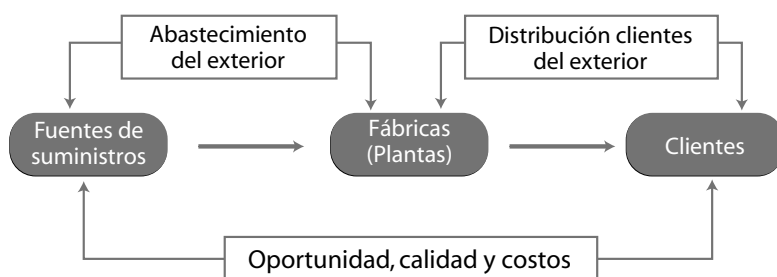 Abastecimiento
del exterior
Distribución clientes
del exterior
Fuentes de
suministros
Fábricas
(Plantas)
Clientes
Oportunidad, calidad y costos